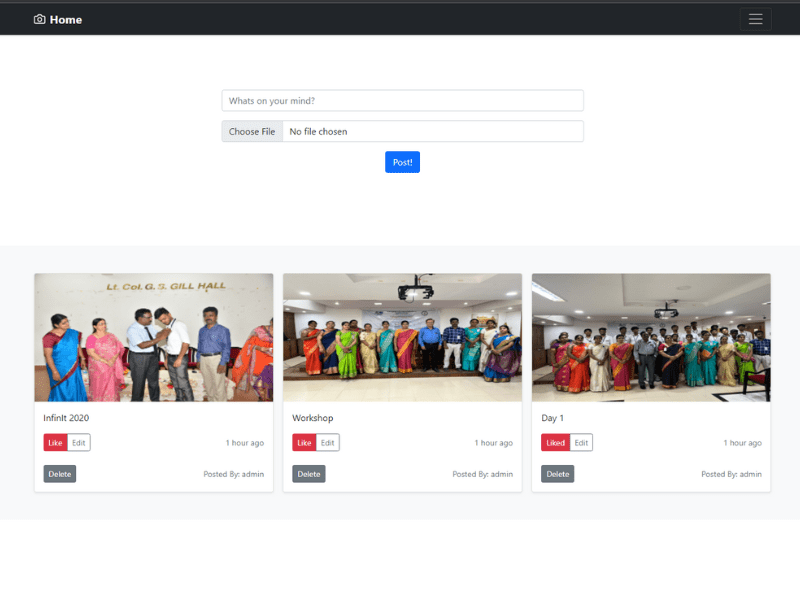 Home
Whats on your mind?
Choose File No file chosen
Post!
Lt. Col. G. S. GILL HALL
InfinIt 2020
Like Edit 1 hour ago
Delete Posted By: admin
Workshop
Like Edit 1 hour ago
Delete Posted By: admin
Day 1
Liked Edit 1 hour ago
Delete Posted By: admin